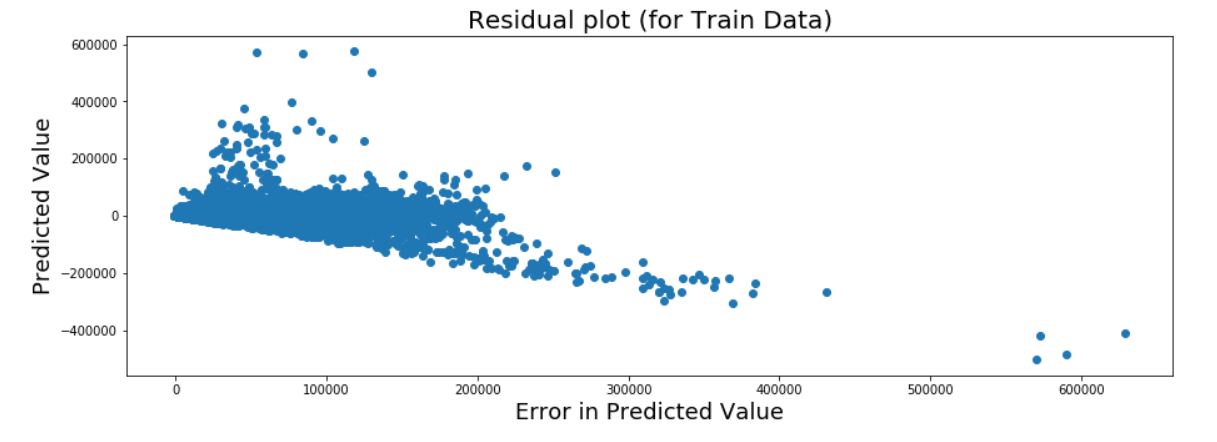 Residual plot (for Train Data)
600000
400000
200000
0
−200000
−400000
Predicted Value
0 100000 200000 300000 400000 500000 600000
Error in Predicted Value